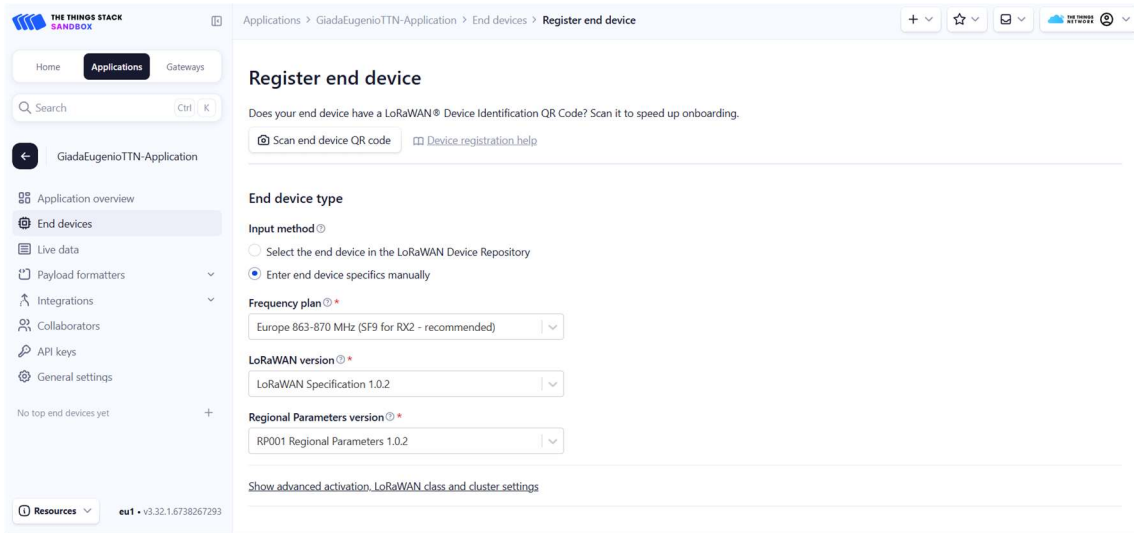 THE THINGS STACK
SANDBOX
Applications > GiadaEugenioTTN-Application > End devices > Register end device
THE THINGS
NETWORK
Home Applications Gateways
Search Ctrl K
GiadaEugenioTTN-Application
Application overview
End devices
Live data
Payload formatters
Integrations
Collaborators
API keys
General settings
No top end devices yet +
Resources eu1 • v3.32.1.6738267293
Register end device
Does your end device have a LoRaWAN® Device Identification QR Code? Scan it to speed up onboarding.
Scan end device QR code Device registration help
End device type
Input method
Select the end device in the LoRaWAN Device Repository
Enter end device specifics manually
Frequency plan *
Europe 863-870 MHz (SF9 for RX2 - recommended)
LoRaWAN version *
LoRaWAN Specification 1.0.2
Regional Parameters version *
RP001 Regional Parameters 1.0.2
Show advanced activation, LoRaWAN class and cluster settings